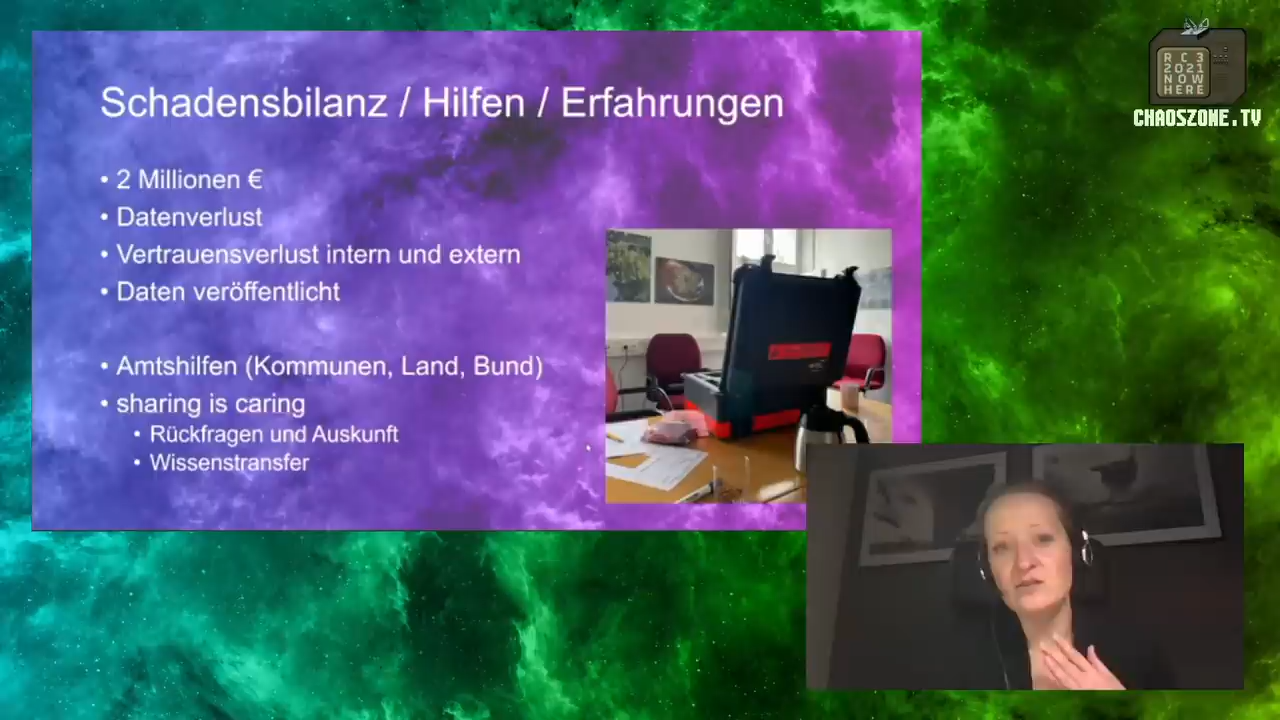 Schadensbilanz / Hilfen / Erfahrungen
• 2 Millionen €
• Datenverlust
• Vertrauensverlust intern und extern
• Daten veröffentlicht
• Amtshilfen (Kommunen, Land, Bund)
• sharing is caring
• Rückfragen und Auskunft
• Wissenstransfer
RC3
2021
NOW
HERE
CHAOSZONE.TV